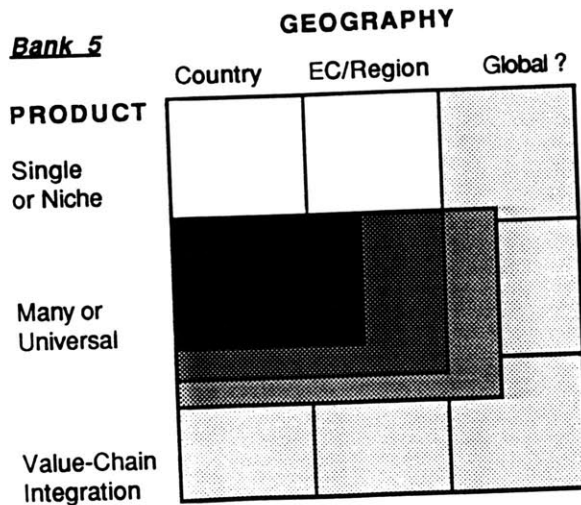 GEOGRAPHY
Bank 5
Country EC/Region Global ?
PRODUCT
Single
or Niche
Many or
Universal
Value-Chain
Integration